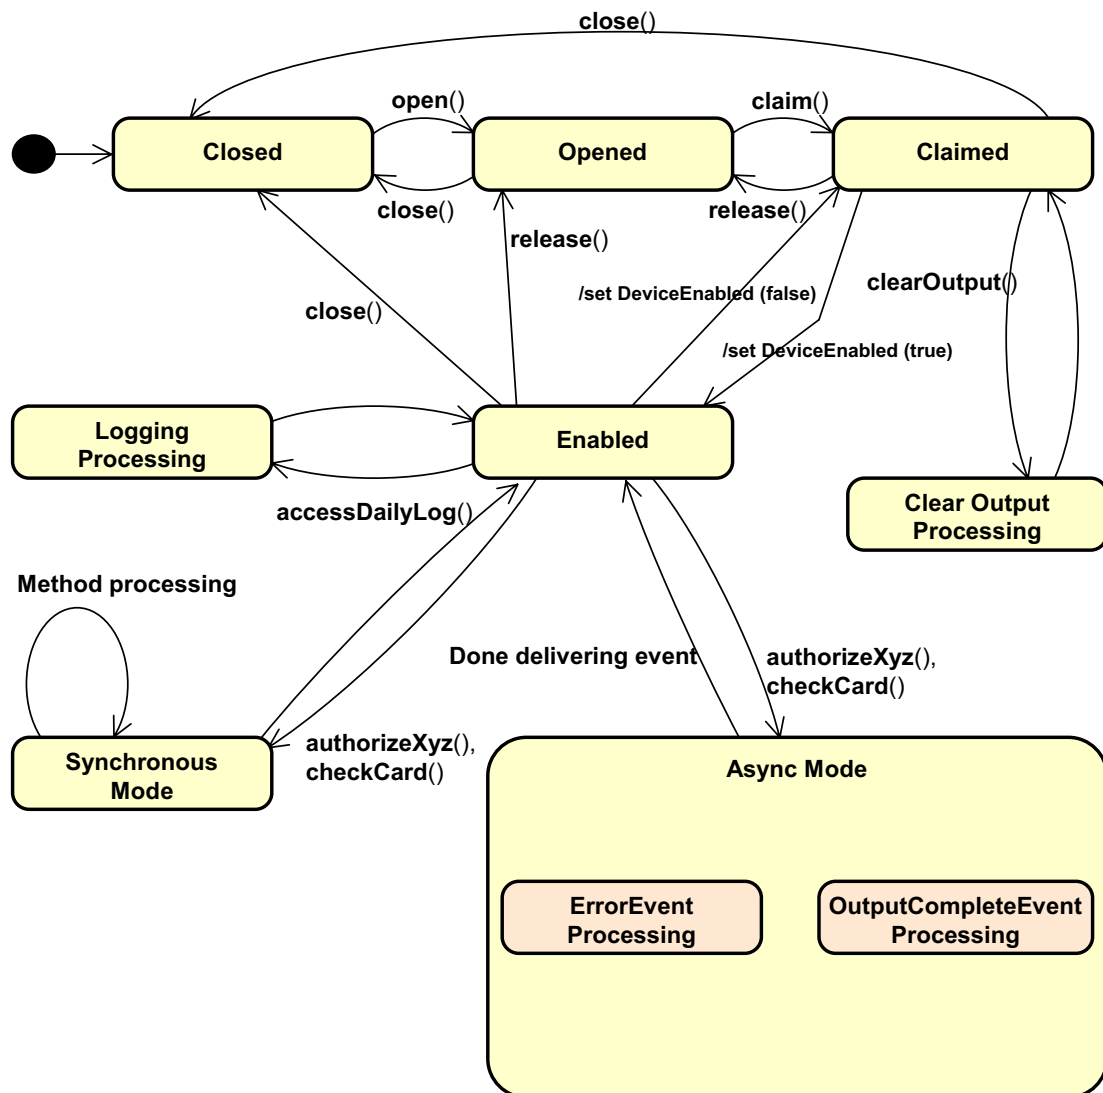 close()
open()
claim()
Closed
Opened
Claimed
close()
release()
release()
clearOutput()
/set DeviceEnabled (false)
close()
/set DeviceEnabled (true)
Logging
Processing
Enabled
accessDailyLog()
Clear Output
Processing
Method processing
Done delivering event
authorizeXyz(),
checkCard()
Synchronous
Mode
authorizeXyz(),
checkCard()
Async Mode
ErrorEvent
Processing
OutputCompleteEvent
Processing